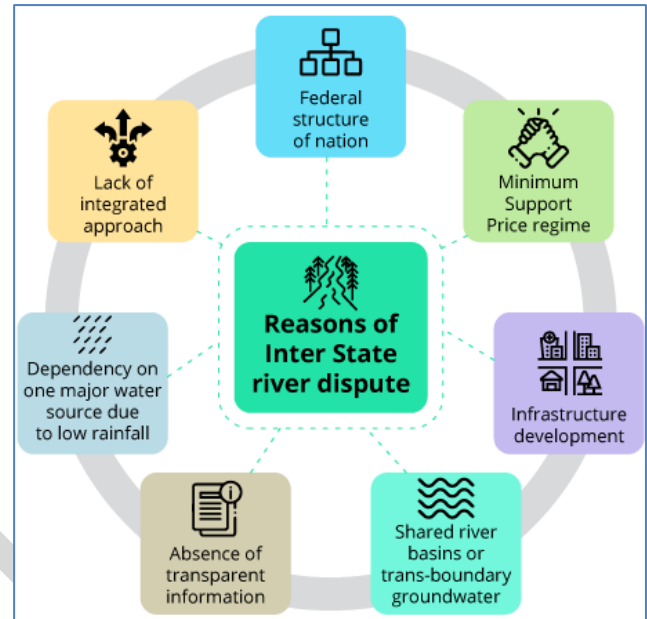 Federal
structure
of nation
Lack of
integrated
approach
Minimum
Support
Price regime
Reasons of
Inter State
river dispute
Dependency on
one major water
source due
to low rainfall
Infrastructure
development
Absence of
transparent
information
Shared river
basins or
trans-boundary
groundwater